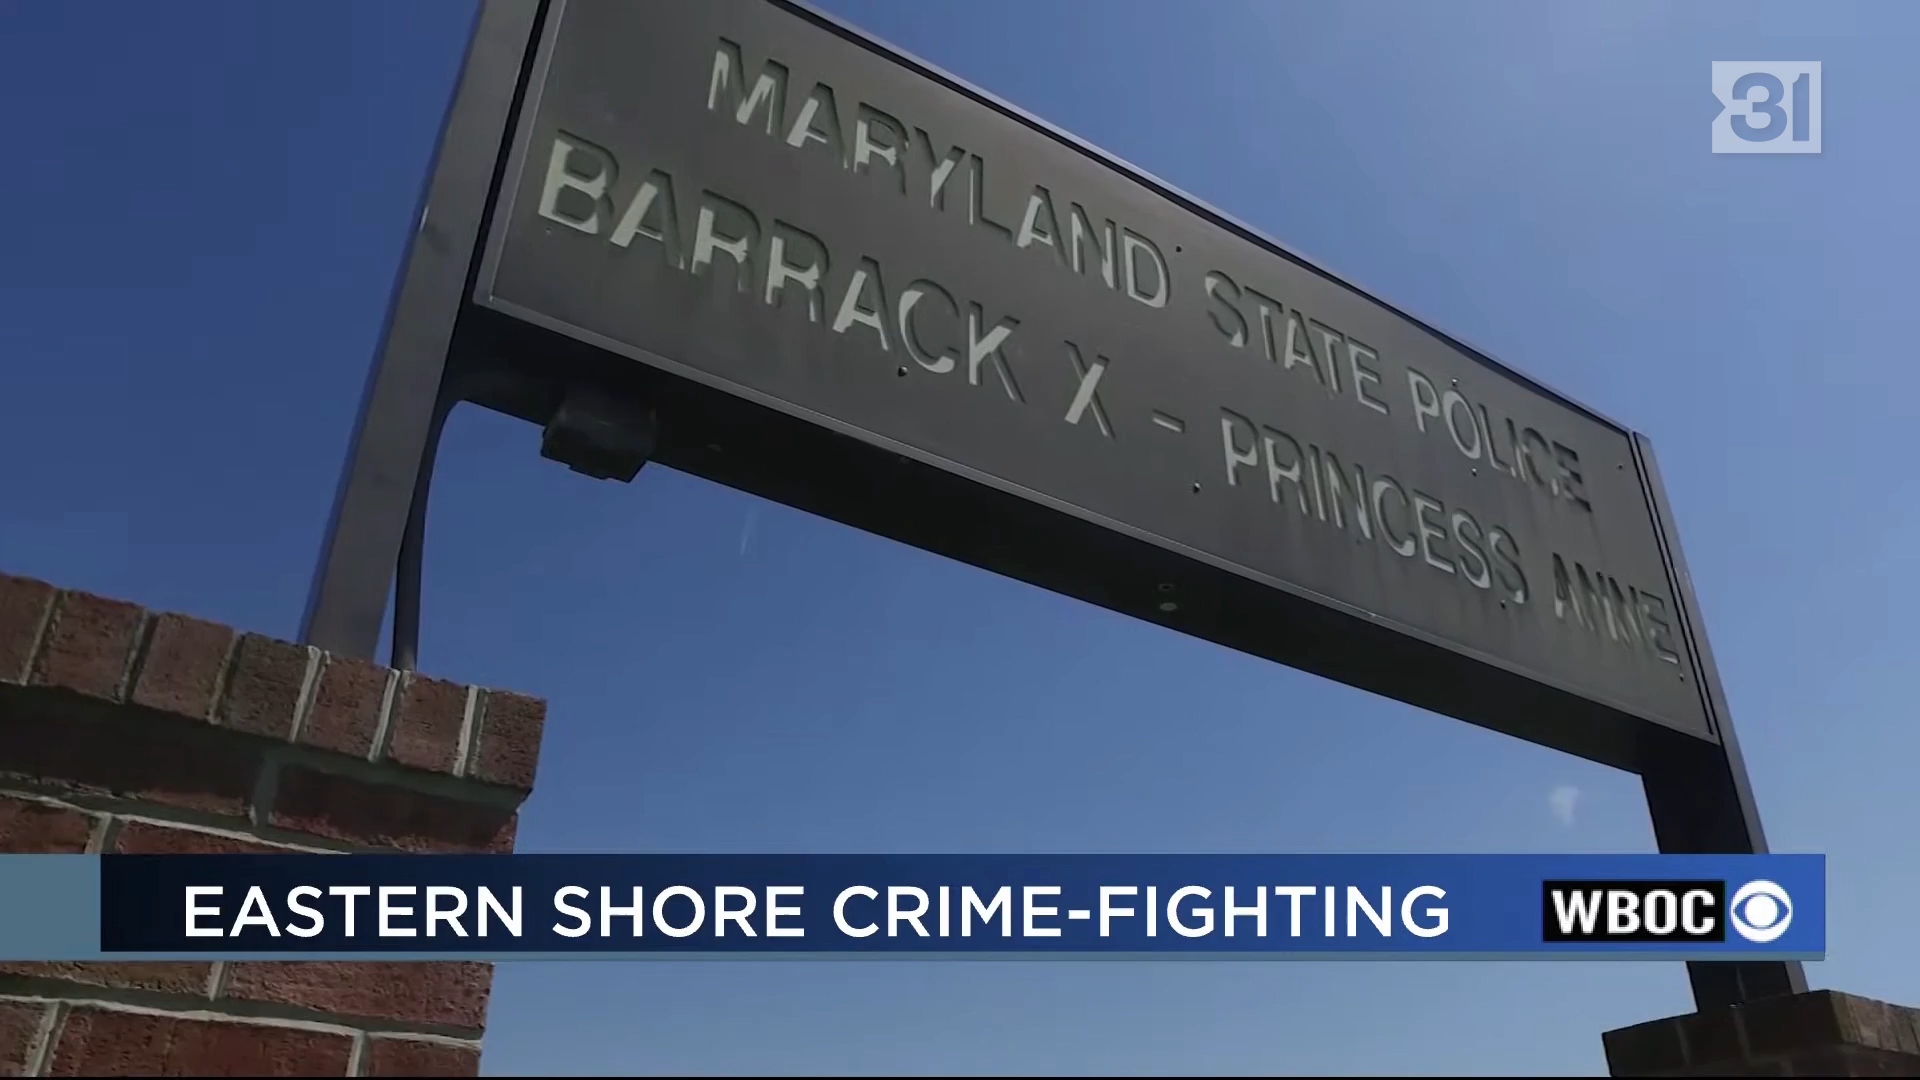 31
MARYLAND STATE POLICE
BARRACK X - PRINCESS ANNE
EASTERN SHORE CRIME-FIGHTING
WBOC